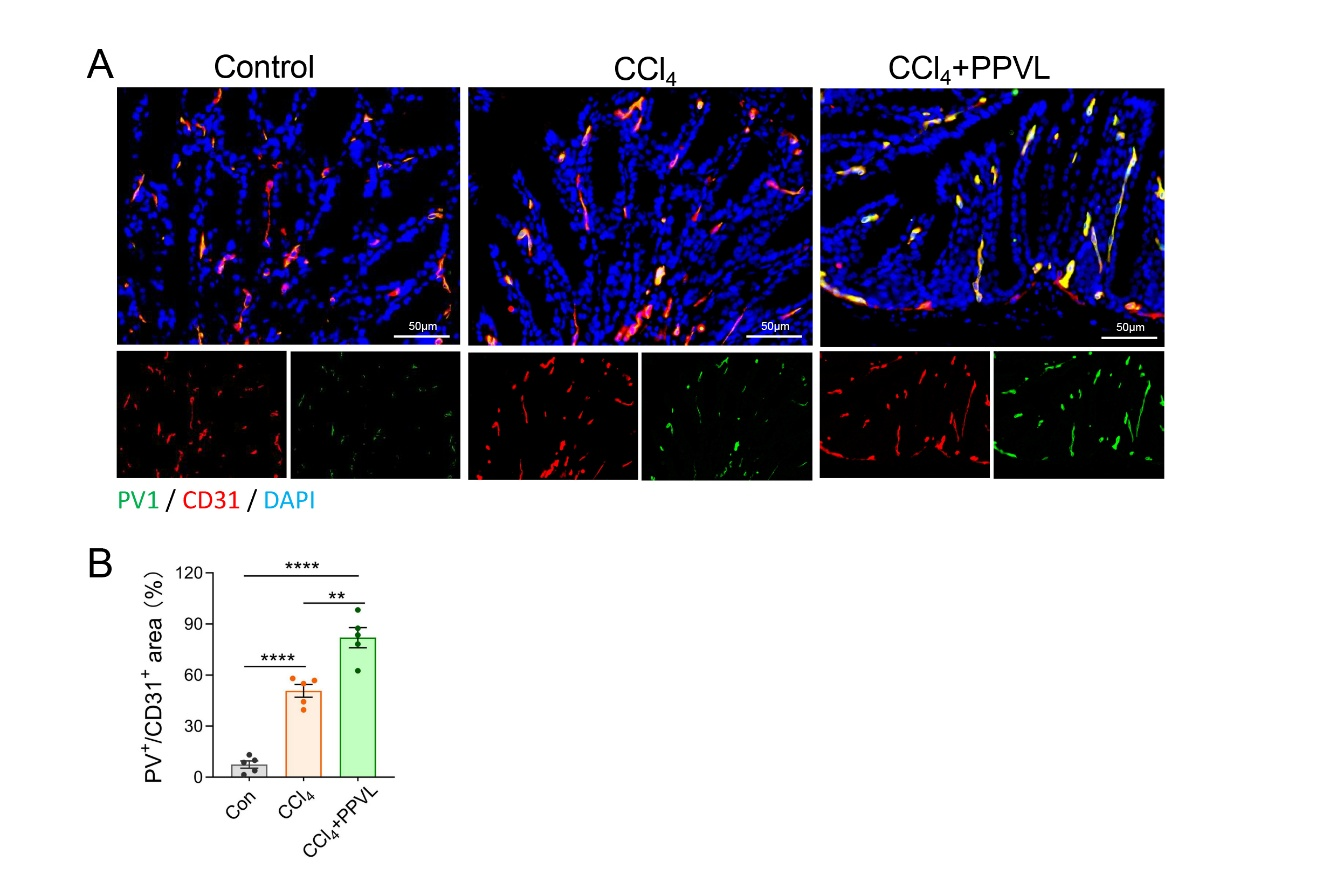 A
Control
CCl₄
CCl₄+PPVL
50μm
50μm
50μm
PV1 / CD31 / DAPI
B
PV⁺/CD31⁺ area (%)
120
90
60
30
0
****
**
****
Con
CCl₄
CCl₄+PPVL